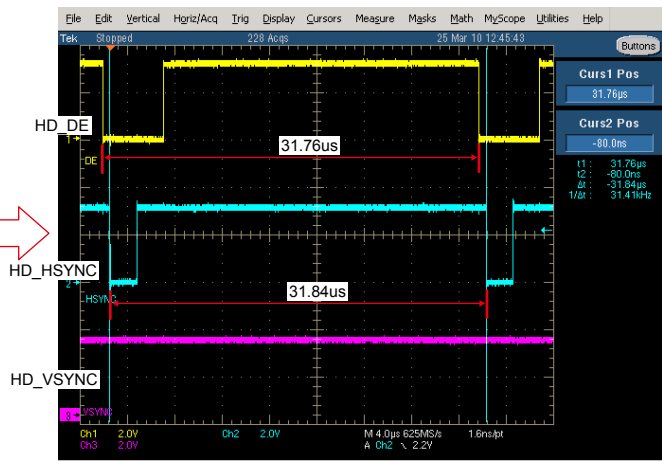 File Edit Vertical Horiz/Acq Trig Display Cursors Measure Masks Math MyScope Utilities Help
Tek Stopped 228 Acqs 25 Mar 10 12:45:43
Buttons
Curs1 Pos
31.76µs
Curs2 Pos
-80.0ns
t1 : 31.76µs
t2 : -80.0ns
Δt : -31.84µs
1/Δt : 31.41kHz
HD_DE
1
DE
31.76us
HD_HSYNC
2
HSYNC
31.84us
HD_VSYNC
3
VSYNC
Ch1 2.0V Ch2 2.0V M 4.0µs 625MS/s 1.6ns/pt
Ch3 2.0V A Ch2 \ 2.2V